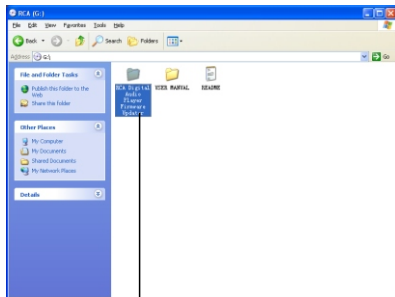 RCA (G:)
File Edit View Favorites Tools Help
Back Search Folders
Address G:\ Go
File and Folder Tasks
Publish this folder to the
Web
Share this folder
Other Places
My Computer
My Documents
Shared Documents
My Network Places
Details
RCA Digital
Audio
Player
Firmware
Updater
USER MANUAL
README